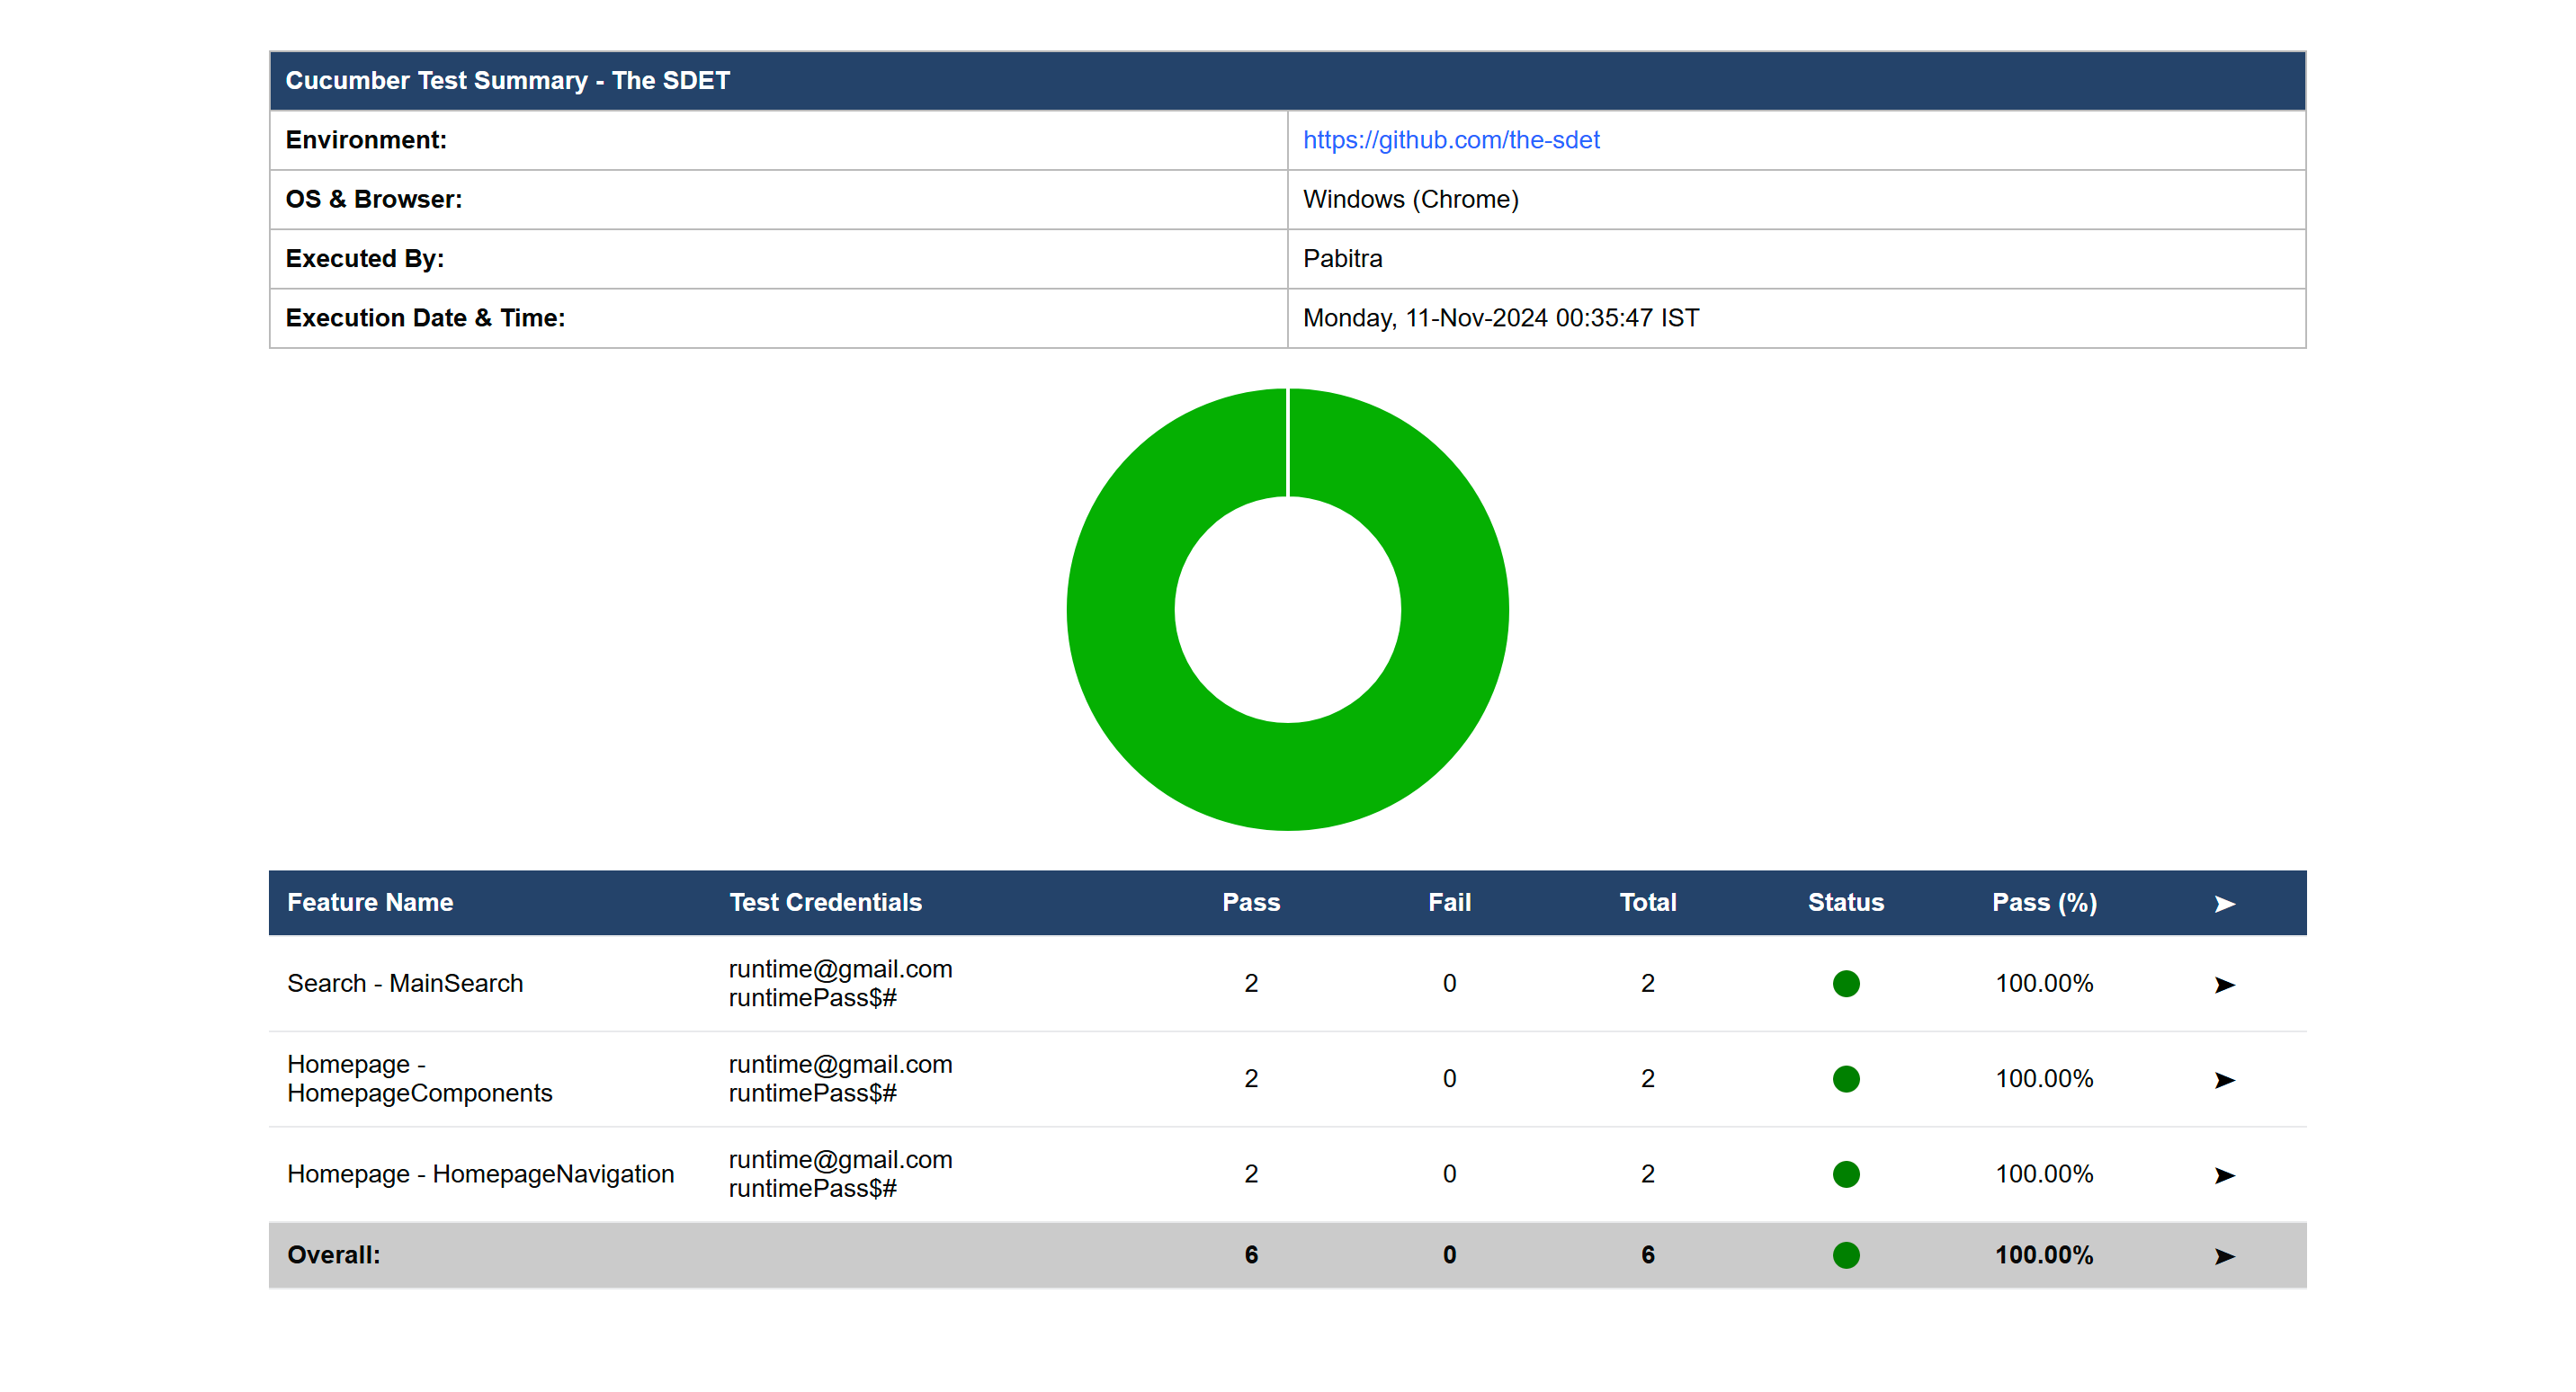 Cucumber Test Summary - The SDET
Environment: https://github.com/the-sdet
OS & Browser: Windows (Chrome)
Executed By: Pabitra
Execution Date & Time: Monday, 11-Nov-2024 00:35:47 IST
Feature Name Test Credentials Pass Fail Total Status Pass (%) ➤
Search - MainSearch runtime@gmail.com runtimePass$# 2 0 2 100.00% ➤
Homepage - HomepageComponents runtime@gmail.com runtimePass$# 2 0 2 100.00% ➤
Homepage - HomepageNavigation runtime@gmail.com runtimePass$# 2 0 2 100.00% ➤
Overall: 6 0 6 100.00% ➤